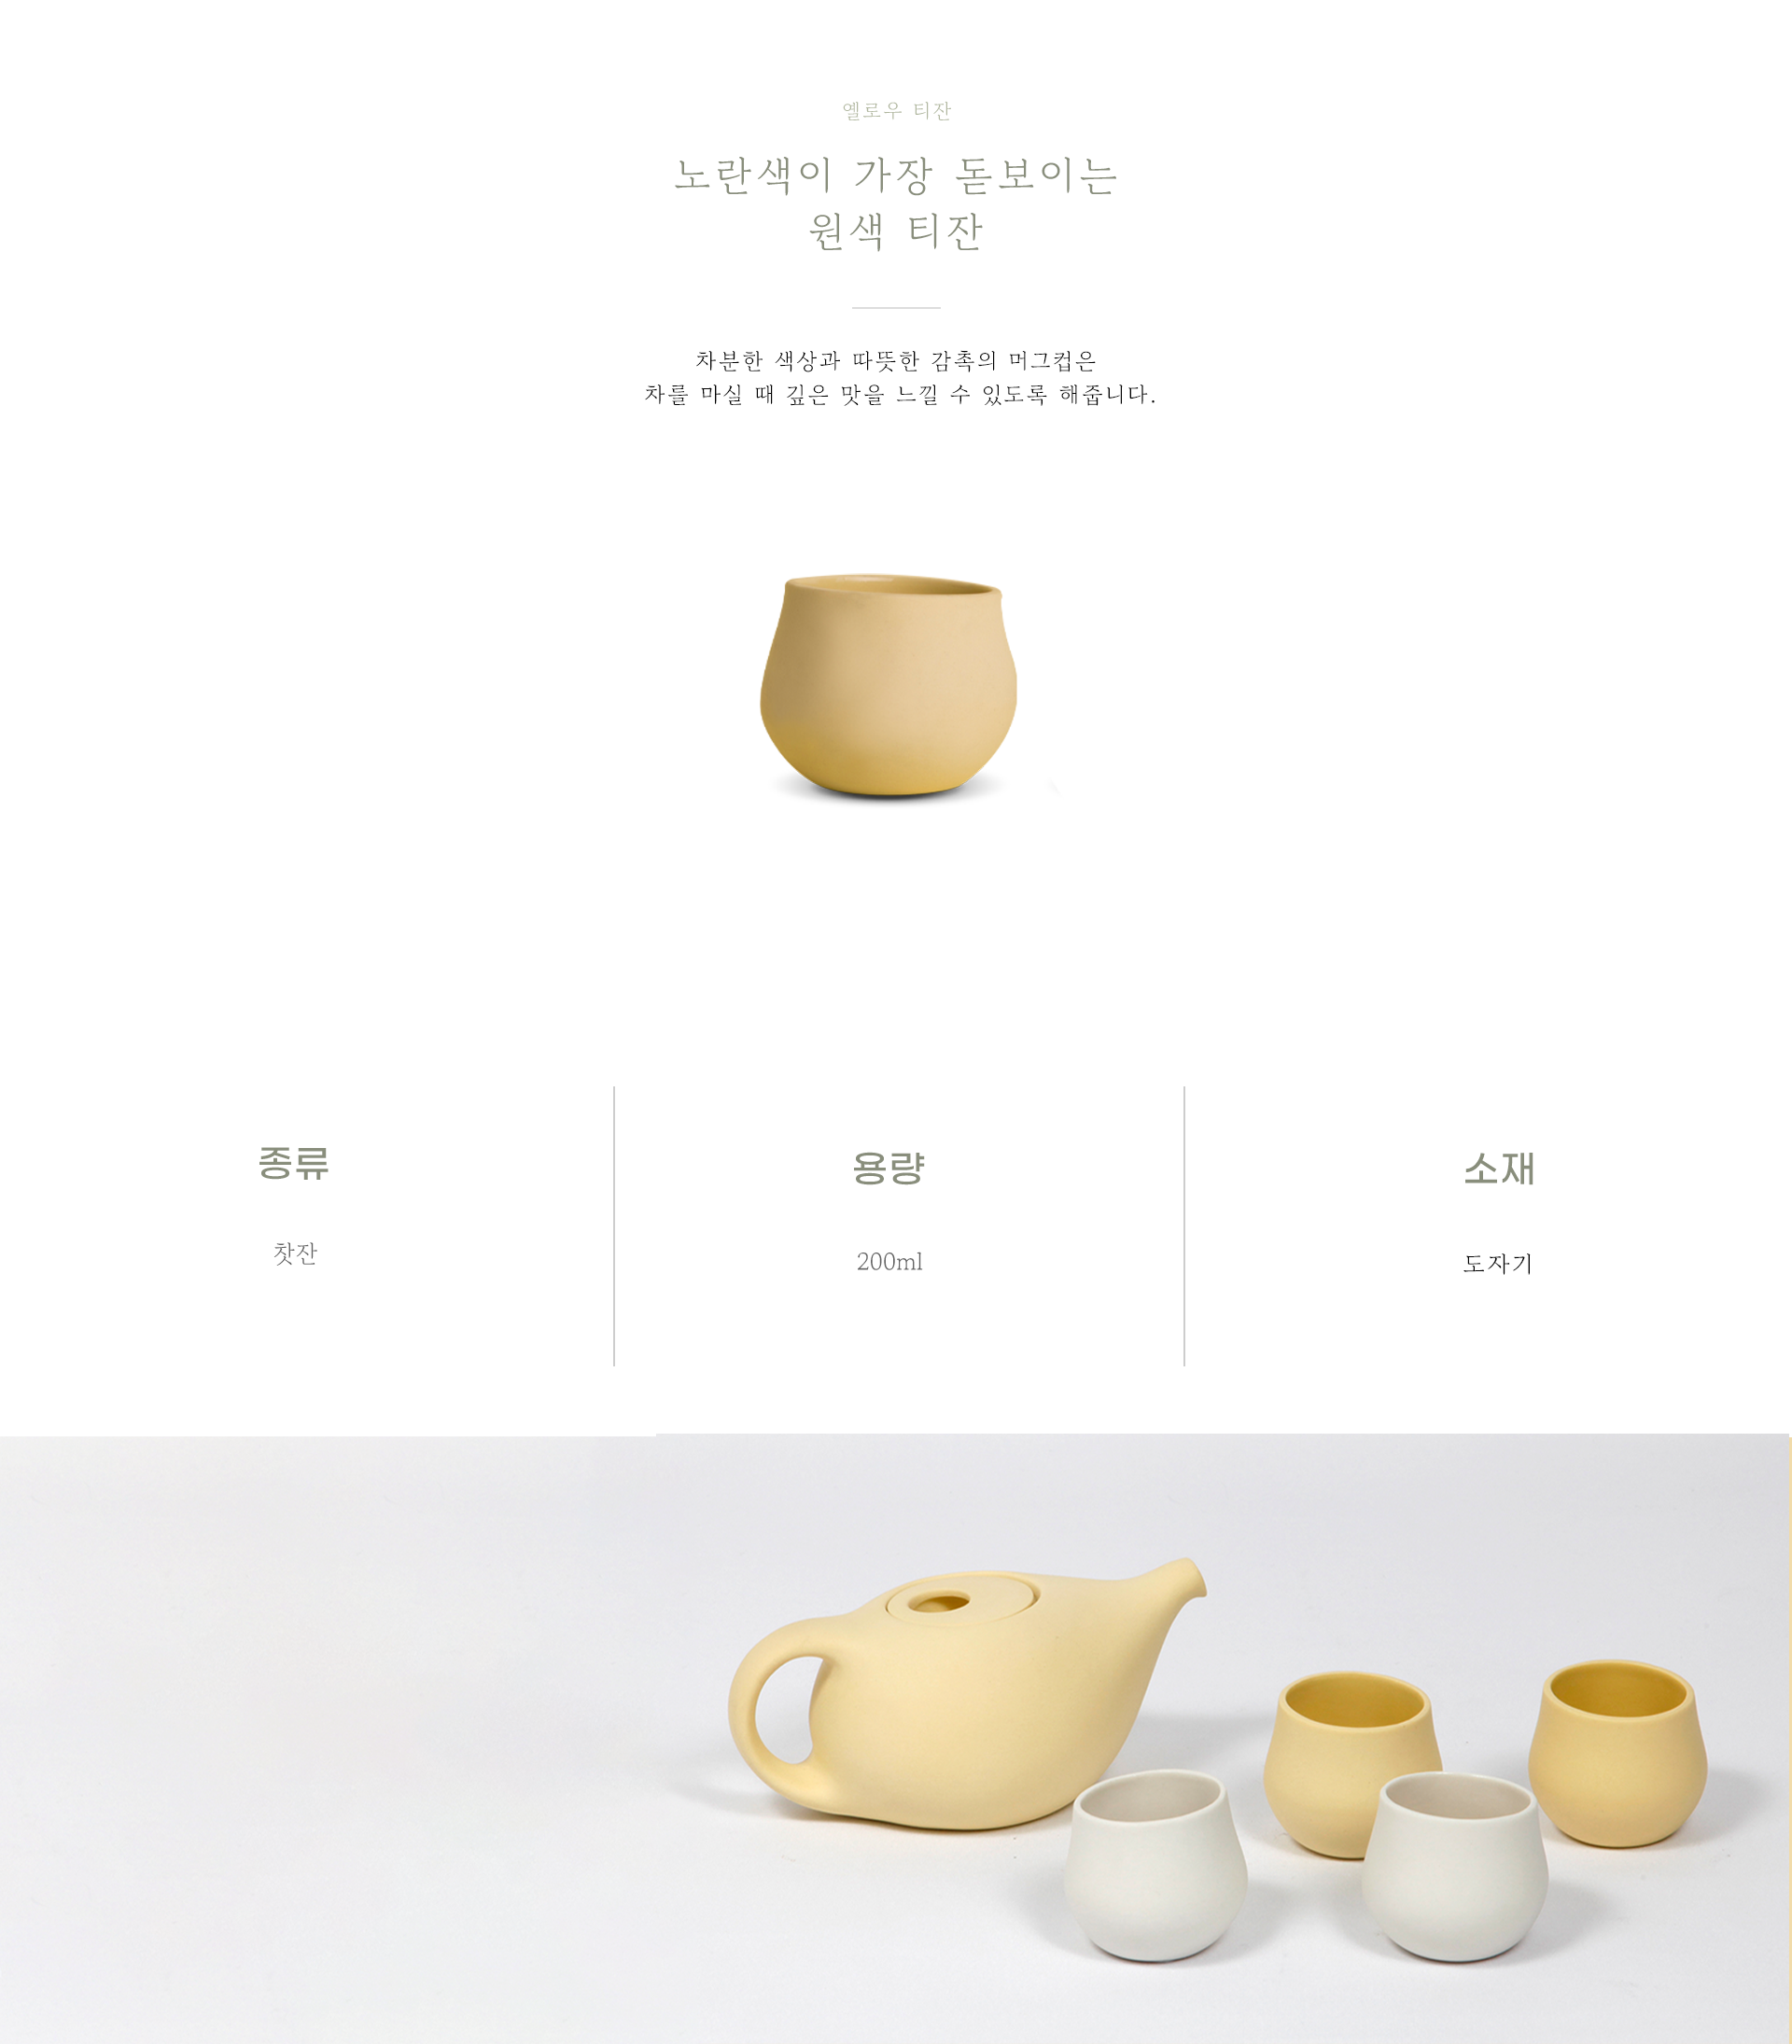 옐로우 티잔
노란색이 가장 돋보이는
원색 티잔
차분한 색상과 따뜻한 감촉의 머그컵은
차를 마실 때 깊은 맛을 느낄 수 있도록 해줍니다.
종류
찻잔
용량
200ml
소재
도자기